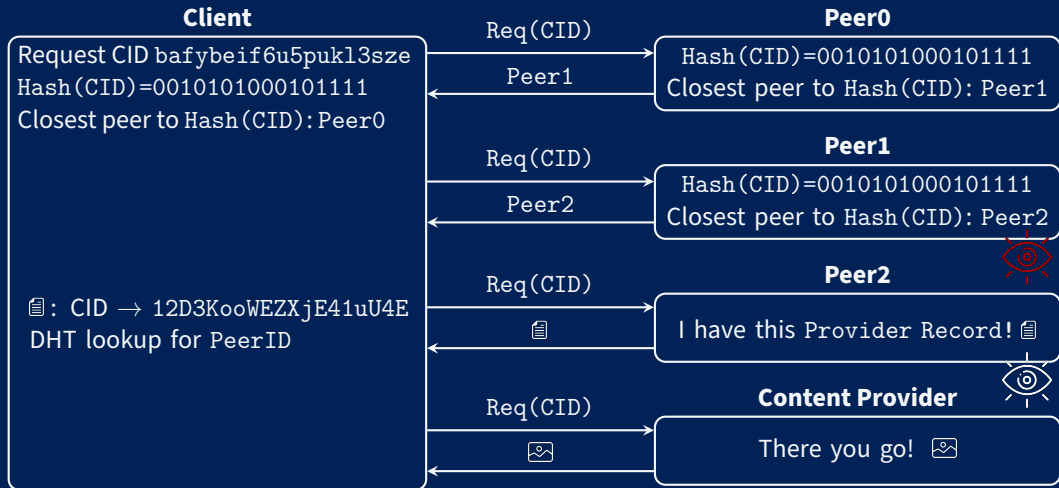 Client
Request CID bafybeif6u5pukl3sze
Hash(CID)=0010101000101111
Closest peer to Hash(CID): Peer0
: CID → 12D3KooWEZXjE41uU4E
DHT lookup for PeerID
Req(CID)
Peer1
Peer0
Hash(CID)=0010101000101111
Closest peer to Hash(CID): Peer1
Req(CID)
Peer2
Peer1
Hash(CID)=0010101000101111
Closest peer to Hash(CID): Peer2
Req(CID)
Peer2
I have this Provider Record!
Req(CID)
Content Provider
There you go!